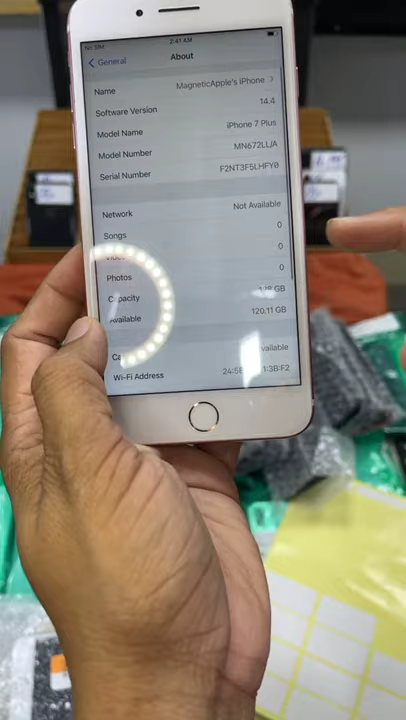 No SIM 2:41 AM
General About
Name MagneticApple's iPhone
Software Version 14.4
Model Name iPhone 7 Plus
Model Number MN672LL/A
Serial Number F2NT3F5LHFY0
Network Not Available
Songs 0
0
Photos 0
Capacity GB
Available 120.11 GB
Wi-Fi Address